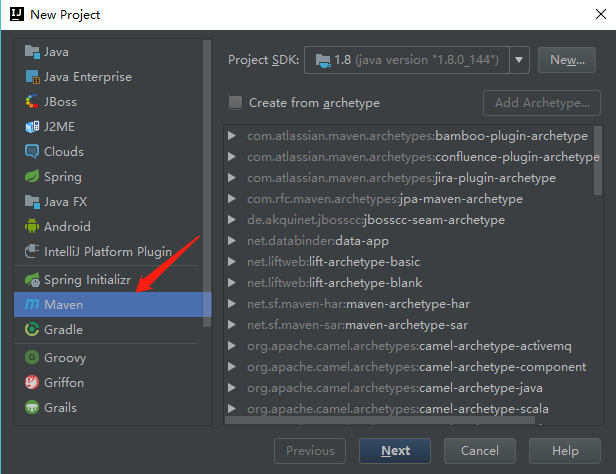 New Project
Java
Java Enterprise
JBoss
J2ME
Clouds
Spring
Java FX
Android
IntelliJ Platform Plugin
Spring Initializr
Maven
Gradle
Groovy
Griffon
Grails
Project SDK: 1.8 (java version "1.8.0_144") New...
Create from archetype Add Archetype...
com.atlassian.maven.archetypes:bamboo-plugin-archetype
com.atlassian.maven.archetypes:confluence-plugin-archetype
com.atlassian.maven.archetypes:jira-plugin-archetype
com.rfc.maven.archetypes:jpa-maven-archetype
de.akquinet.jbosscc:jbosscc-seam-archetype
net.databinder:data-app
net.liftweb:lift-archetype-basic
net.liftweb:lift-archetype-blank
net.sf.maven-har:maven-archetype-har
net.sf.maven-sar:maven-archetype-sar
org.apache.camel.archetypes:camel-archetype-activemq
org.apache.camel.archetypes:camel-archetype-component
org.apache.camel.archetypes:camel-archetype-java
org.apache.camel.archetypes:camel-archetype-scala
Previous Next Cancel Help